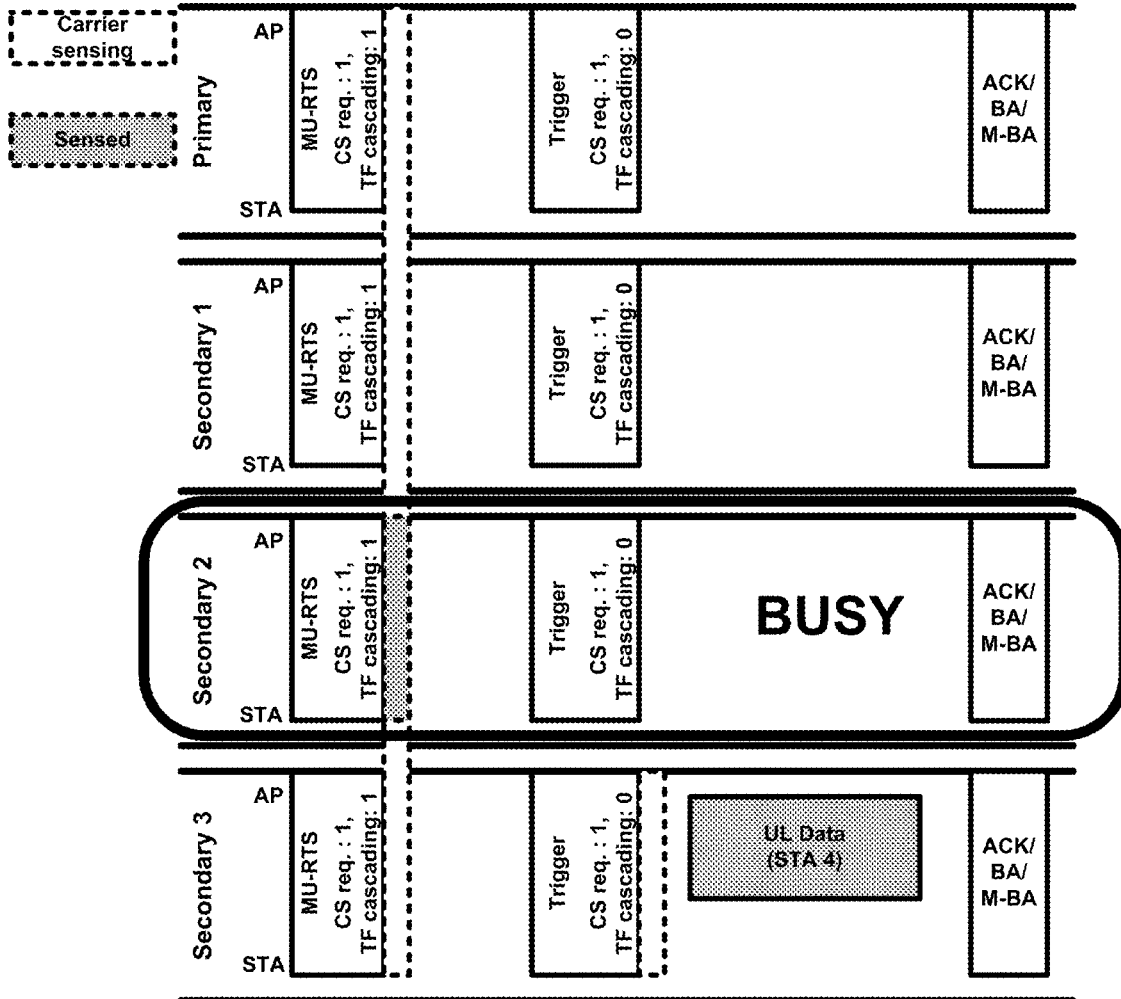 Carrier
sensing
Sensed
Primary
AP
STA
MU-RTS
CS req. : 1,
TF cascading: 1
Trigger
CS req. : 1,
TF cascading: 0
ACK/
BA/
M-BA
Secondary 1
AP
STA
MU-RTS
CS req. : 1,
TF cascading: 1
Trigger
CS req. : 1,
TF cascading: 0
ACK/
BA/
M-BA
Secondary 2
AP
STA
MU-RTS
CS req. : 1,
TF cascading: 1
Trigger
CS req. : 1,
TF cascading: 0
BUSY
ACK/
BA/
M-BA
Secondary 3
AP
STA
MU-RTS
CS req. : 1,
TF cascading: 1
Trigger
CS req. : 1,
TF cascading: 0
UL Data
(STA 4)
ACK/
BA/
M-BA